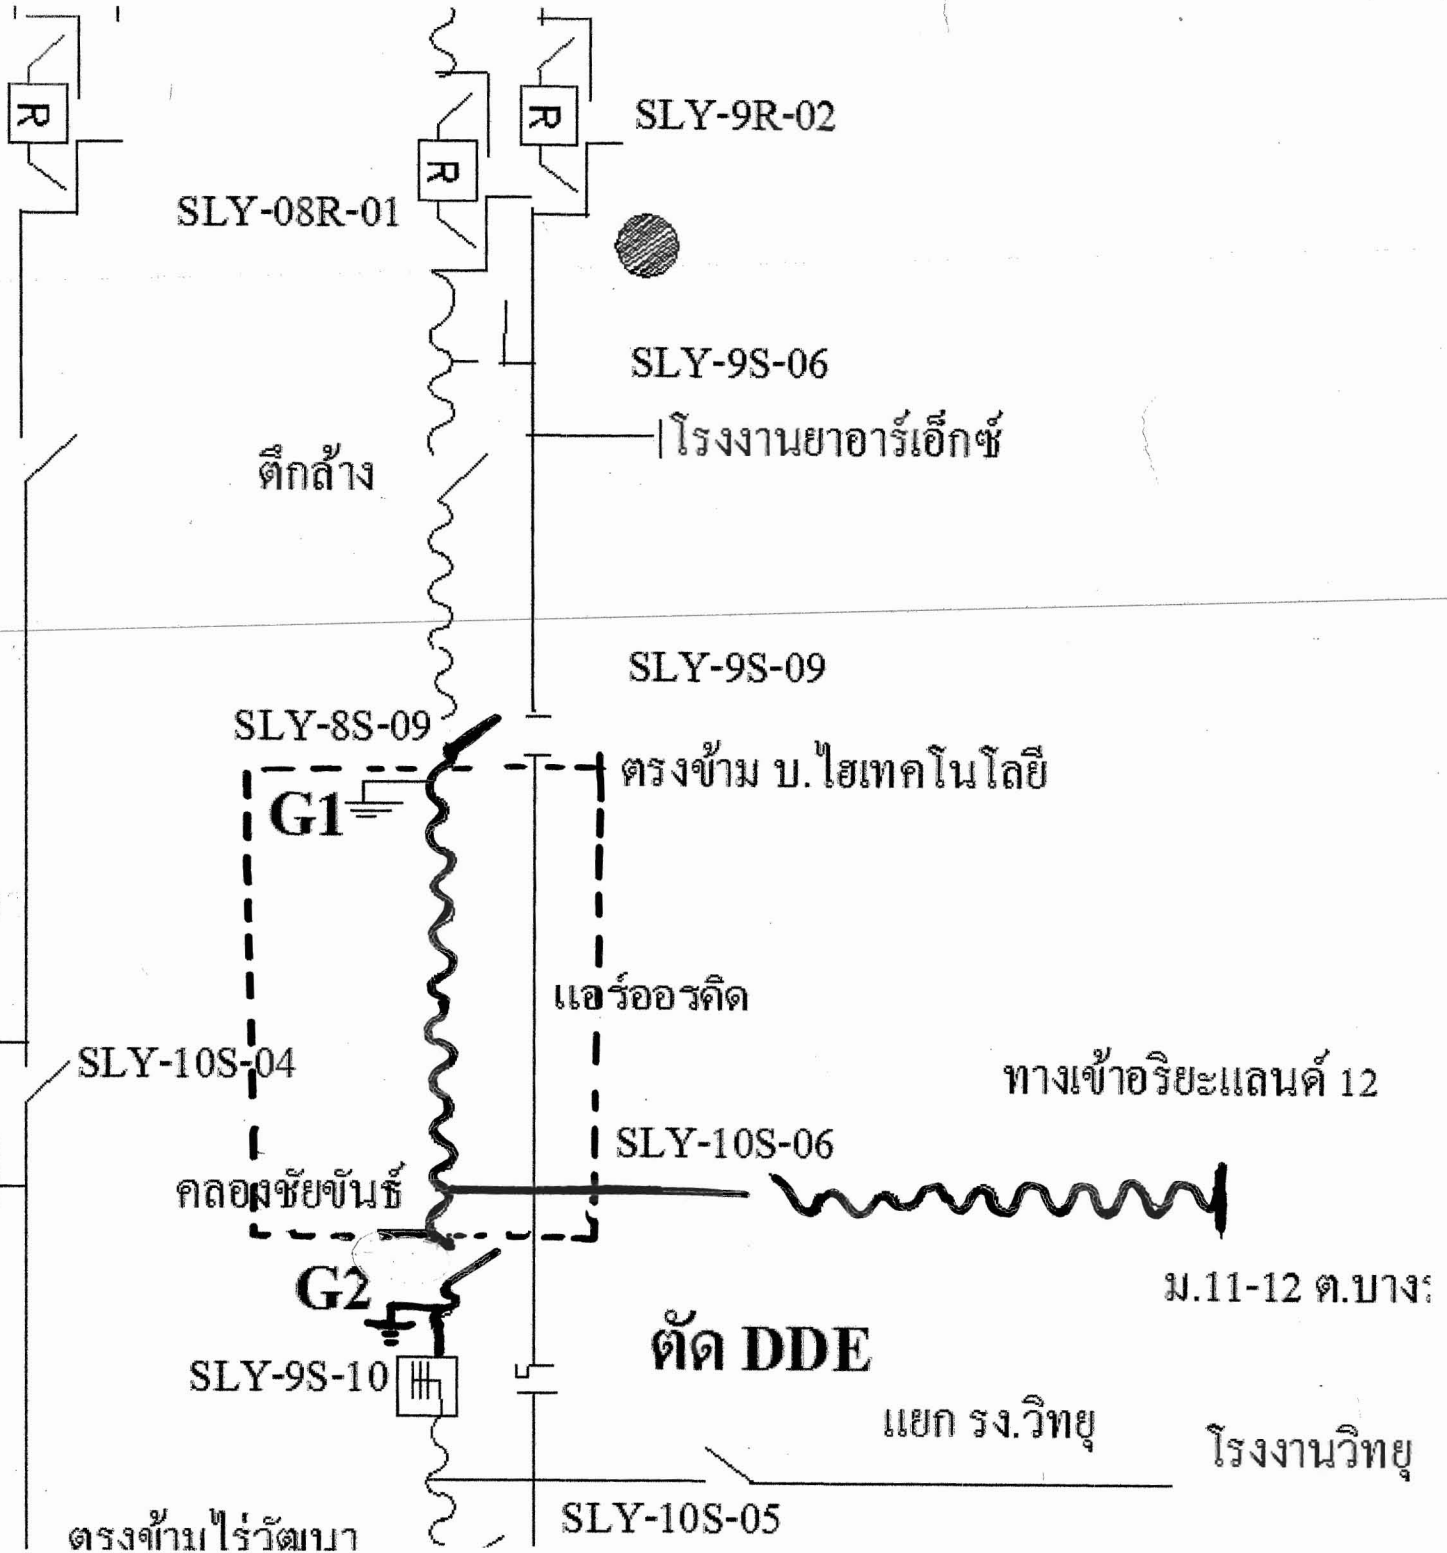 R
R
R
SLY-9R-02
SLY-08R-01
SLY-9S-06
โรงงานยาอาร์เอ็กซ์
ตึกล้าง
SLY-9S-09
SLY-8S-09
ตรงข้าม บ.ไฮเทคโนโลยี
G1
แอร์ออรคิด
SLY-10S-04
ทางเข้าอริยะแลนด์ 12
SLY-10S-06
คลองชัยขันธ์
G2
ม.11-12 ต.บาง
ตัด DDE
SLY-9S-10
แยก รง.วิทยุ
โรงงานวิทยุ
SLY-10S-05
ตรงข้ามไร่วัฒนา